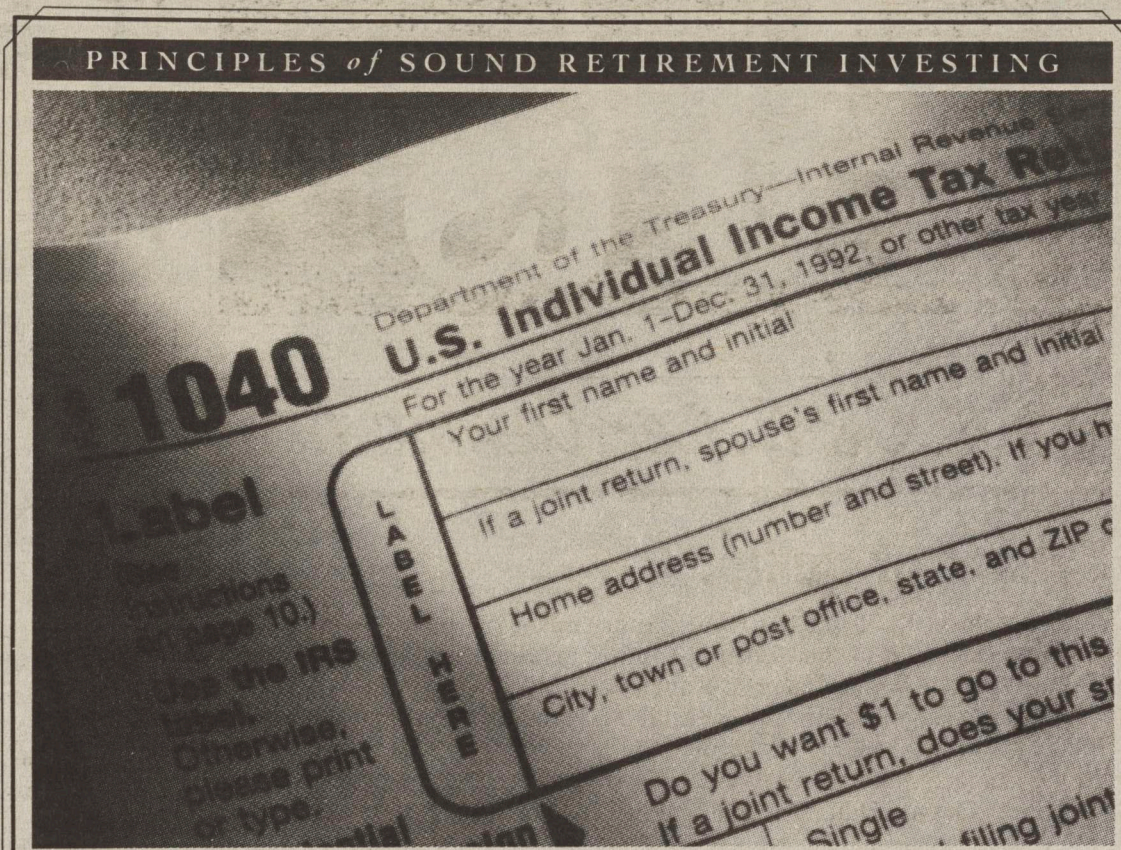 PRINCIPLES of SOUND RETIREMENT INVESTING
Department of the Treasury—Internal Revenue
1040
U.S. Individual Income Tax
For the year Jan. 1–Dec. 31, 1992, or other tax year
Your first name and initial
If a joint return, spouse's first name and initial
Home address (number and street). If you h
City, town or post office, state, and ZIP
Label
instructions
on page 10.)
Use the IRS
label.
Otherwise,
please print
or type.
LABEL HERE
Do you want $1 to go to this
If a joint return, does your
Single
filing joint